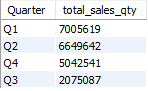 Quarter total_sales_qty
Q1 7005619
Q2 6649642
Q4 5042541
Q3 2075087